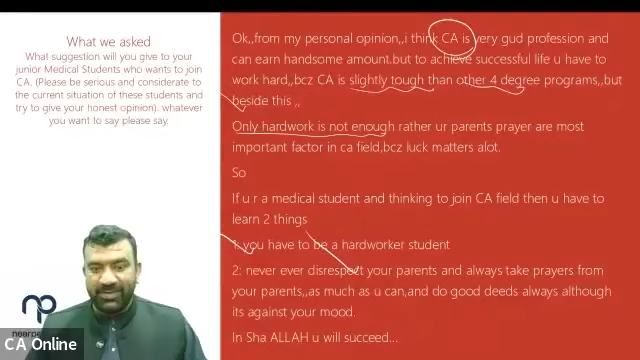 What we asked
What suggestion will you give to your
junior Medical Students who wants to join
CA. (Please be serious and considerate to
the current situation of these students and
try to give your honest opinion). whatever
you want to say please say.
Ok,,from my personal opinion,,i think CA is very gud profession and
can earn handsome amount.but to achieve successful life u have to
work hard,,bcz CA is slightly tough than other 4 degree programs,,but
beside this ,,
Only hardwork is not enough rather ur parents prayer are most
important factor in ca field,bcz luck matters alot.
So
If u r a medical student and thinking to join CA field then u have to
learn 2 things
1: you have to be a hardworker student
2: never ever disrespect your parents and always take prayers from
your parents,,as much as u can,and do good deeds always although
its against your mood.
In Sha ALLAH u will succeed...
CA Online